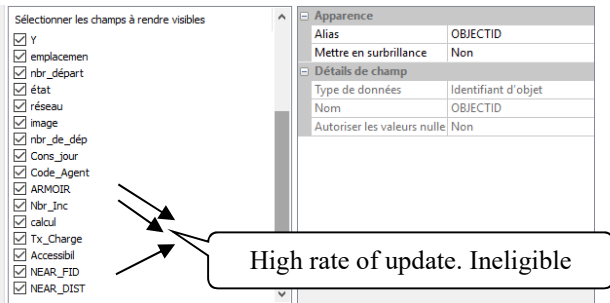 Sélectionner les champs à rendre visibles
Y
emplacemen
nbr_départ
état
réseau
image
nbr_de_dép
Cons_jour
Code_Agent
ARMOIR
Nbr_Inc
calcul
Tx_Charge
Accessibil
NEAR_FID
NEAR_DIST
Apparence
Alias OBJECTID
Mettre en surbrillance Non
Détails de champ
Type de données Identifiant d'objet
Nom OBJECTID
Autoriser les valeurs nulle Non
High rate of update. Ineligible